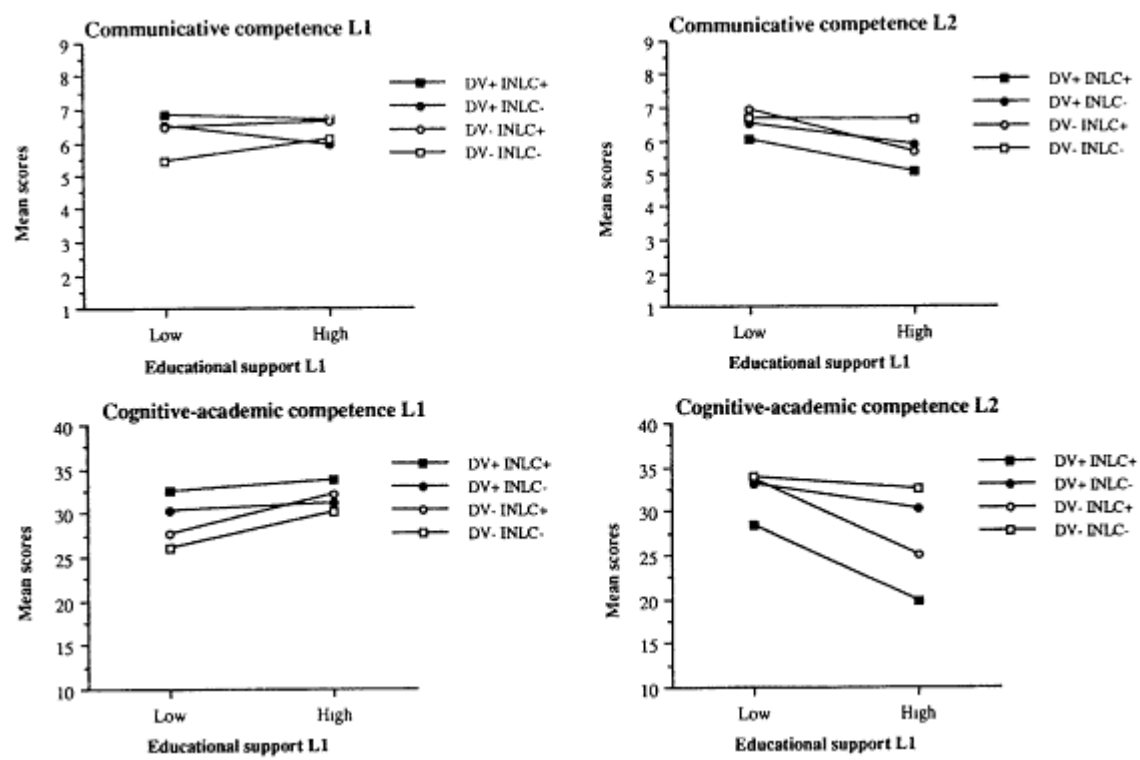 Communicative competence L1
9
8
7
6
5
4
3
2
1
Mean scores
Low High
Educational support L1
DV+ INLC+
DV+ INLC-
DV- INLC+
DV- INLC-
Communicative competence L2
9
8
7
6
5
4
3
2
1
Mean scores
Low High
Educational support L1
DV+ INLC+
DV+ INLC-
DV- INLC+
DV- INLC-
Cognitive-academic competence L1
40
35
30
25
20
15
10
Mean scores
Low High
Educational support L1
DV+ INLC+
DV+ INLC-
DV- INLC+
DV- INLC-
Cognitive-academic competence L2
40
35
30
25
20
15
10
Mean scores
Low High
Educational support L1
DV+ INLC+
DV+ INLC-
DV- INLC+
DV- INLC-